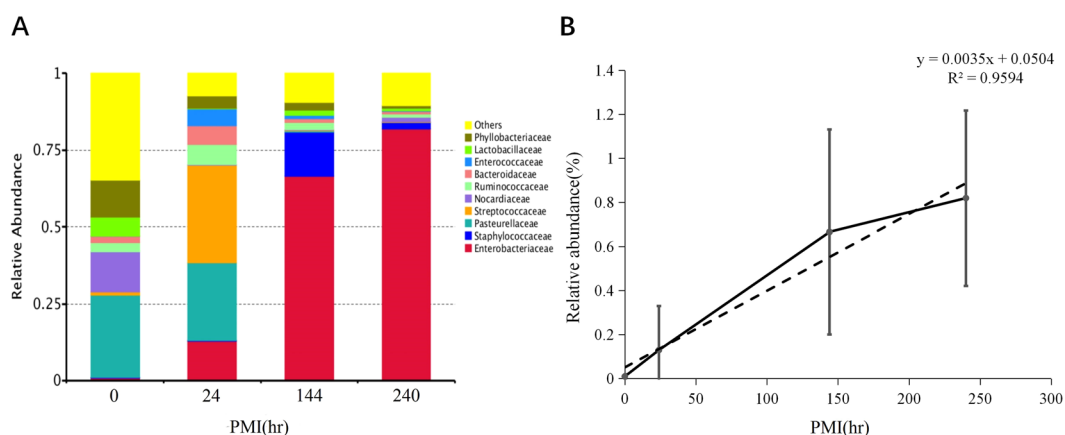 A
Relative Abundance
1
0.75
0.5
0.25
0
0 24 144 240
PMI(hr)
Others
Phyllobacteriaceae
Lactobacillaceae
Enterococcaceae
Bacteroidaceae
Ruminococcaceae
Nocardiaceae
Streptococcaceae
Pasteurellaceae
Staphylococcaceae
Enterobacteriaceae
B
y = 0.0035x + 0.0504
R² = 0.9594
Relative abundance(%)
1.4
1.2
1
0.8
0.6
0.4
0.2
0
0 50 100 150 200 250 300
PMI(hr)